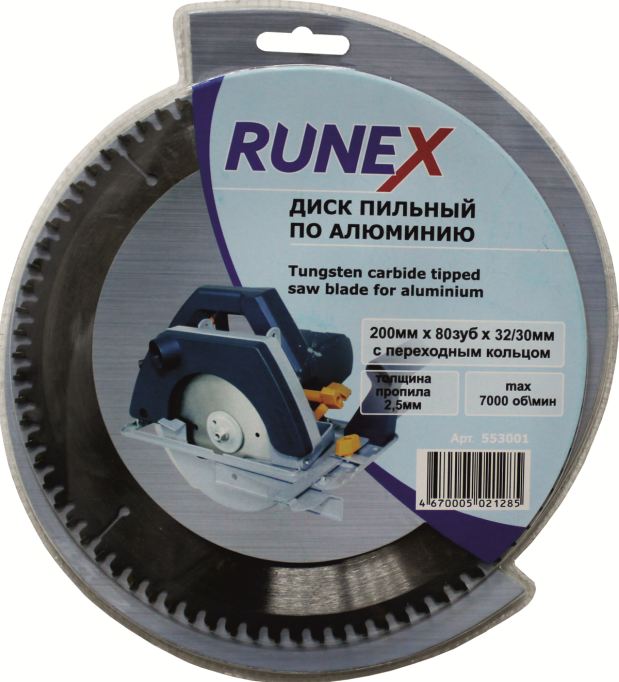 RUNEX
ДИСК ПИЛЬНЫЙ
ПО АЛЮМИНИЮ
Tungsten carbide tipped
saw blade for aluminium
200мм x 80зуб x 32/30мм
с переходным кольцом
толщина
пропила
2,5мм
max
7000 об\мин
Арт. 553001
4 670005 021285